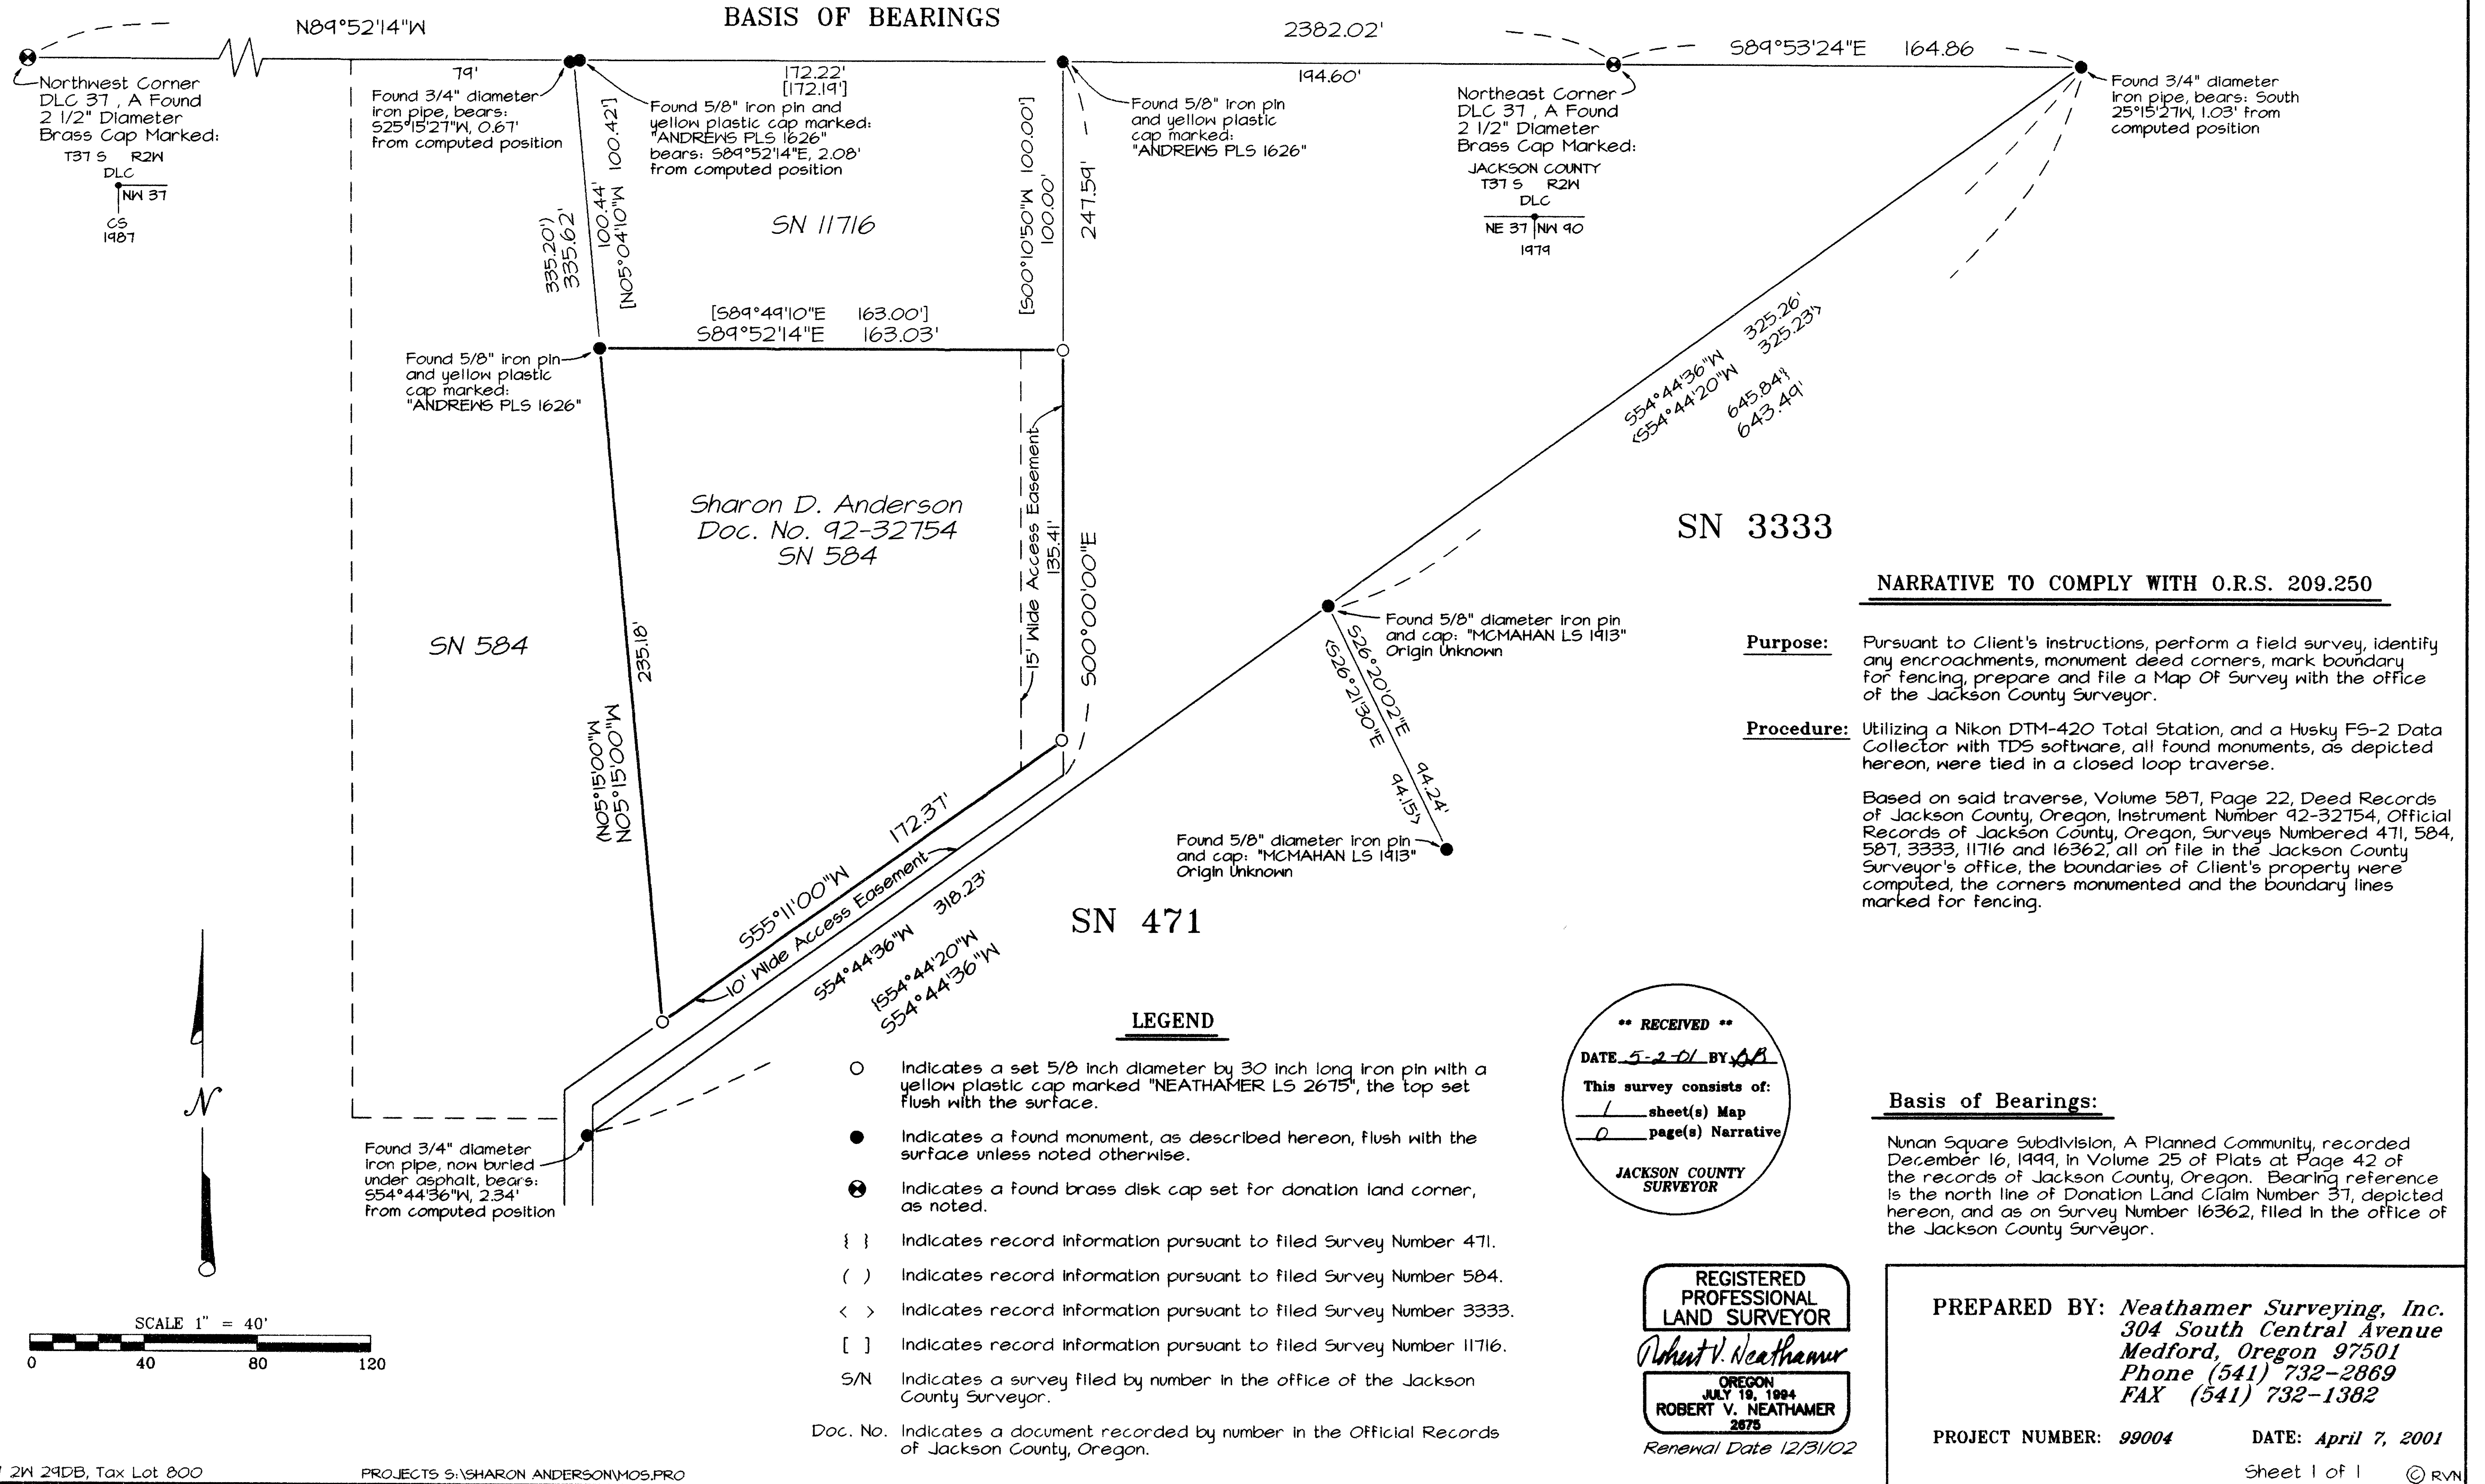 BASIS OF BEARINGS
N89°52'14"W
2382.02'
S89°53'24"E 164.86
79'
172.22'
[172.19']
194.60'
Northwest Corner
DLC 37 , A Found
2 1/2" Diameter
Brass Cap Marked:
T37 S R2W
DLC
NW 37
CS
1987
Found 3/4" diameter
iron pipe, bears:
S25°15'27"W, 0.67'
from computed position
Found 5/8" iron pin and
yellow plastic cap marked:
"ANDREWS PLS 1626"
bears: S89°52'14"E, 2.08'
from computed position
Found 5/8" iron pin
and yellow plastic
cap marked:
"ANDREWS PLS 1626"
Northeast Corner
DLC 37 , A Found
2 1/2" Diameter
Brass Cap Marked:
JACKSON COUNTY
T37 S R2W
DLC
NE 37 NW 90
1979
Found 3/4" diameter
iron pipe, bears: South
25°15'27W, 1.03' from
computed position
335.20')
335.62'
100.44'
[N05°04'10"W 100.42']
SN 11716
[S00°10'50"W 100.00']
100.00'
247.59'
[S89°49'10"E 163.00']
S89°52'14"E 163.03'
Found 5/8" iron pin
and yellow plastic
cap marked:
"ANDREWS PLS 1626"
S54°44'36"W 325.26'
<S54°44'20"W 325.23'>
645.84'}
643.49'
Sharon D. Anderson
Doc. No. 92-32754
SN 584
15' Wide Access Easement
135.41'
S00°00'00"E
SN 3333
SN 584
235.18'
(N05°15'00"W
N05°15'00"W
Found 5/8" diameter iron pin
and cap: "MCMAHAN LS 1913"
Origin Unknown
S26°20'02"E 94.24'
<S26°21'30"E 94.15'>
Found 5/8" diameter iron pin
and cap: "MCMAHAN LS 1913"
Origin Unknown
S55°11'00"W 172.37'
10' Wide Access Easement
S54°44'36"W 318.23'
{S54°44'20"W
S54°44'36"W
SN 471
Found 3/4" diameter
iron pipe, now buried
under asphalt, bears:
S54°44'36"W, 2.34'
from computed position
NARRATIVE TO COMPLY WITH O.R.S. 209.250
Purpose: Pursuant to Client's instructions, perform a field survey, identify
any encroachments, monument deed corners, mark boundary
for fencing, prepare and file a Map Of Survey with the office
of the Jackson County Surveyor.
Procedure: Utilizing a Nikon DTM-420 Total Station, and a Husky FS-2 Data
Collector with TDS software, all found monuments, as depicted
hereon, were tied in a closed loop traverse.
Based on said traverse, Volume 587, Page 22, Deed Records
of Jackson County, Oregon, Instrument Number 92-32754, Official
Records of Jackson County, Oregon, Surveys Numbered 471, 584,
587, 3333, 11716 and 16362, all on file in the Jackson County
Surveyor's office, the boundaries of Client's property were
computed, the corners monumented and the boundary lines
marked for fencing.
N
SCALE 1" = 40'
0 40 80 120
LEGEND
Indicates a set 5/8 inch diameter by 30 inch long iron pin with a
yellow plastic cap marked "NEATHAMER LS 2675", the top set
flush with the surface.
Indicates a found monument, as described hereon, flush with the
surface unless noted otherwise.
Indicates a found brass disk cap set for donation land corner,
as noted.
{ } Indicates record information pursuant to filed Survey Number 471.
( ) Indicates record information pursuant to filed Survey Number 584.
< > Indicates record information pursuant to filed Survey Number 3333.
[ ] Indicates record information pursuant to filed Survey Number 11716.
S/N Indicates a survey filed by number in the office of the Jackson
County Surveyor.
Doc. No. Indicates a document recorded by number in the Official Records
of Jackson County, Oregon.
** RECEIVED **
DATE 5-2-01 BY
This survey consists of:
1 sheet(s) Map
0 page(s) Narrative
JACKSON COUNTY
SURVEYOR
Basis of Bearings:
Nunan Square Subdivision, A Planned Community, recorded
December 16, 1999, in Volume 25 of Plats at Page 42 of
the records of Jackson County, Oregon. Bearing reference
is the north line of Donation Land Claim Number 37, depicted
hereon, and as on Survey Number 16362, filed in the office of
the Jackson County Surveyor.
REGISTERED
PROFESSIONAL
LAND SURVEYOR
Robert V. Neathamer
OREGON
JULY 19, 1994
ROBERT V. NEATHAMER
2675
Renewal Date 12/31/02
PREPARED BY: Neathamer Surveying, Inc.
304 South Central Avenue
Medford, Oregon 97501
Phone (541) 732-2869
FAX (541) 732-1382
PROJECT NUMBER: 99004 DATE: April 7, 2001
Sheet 1 of 1 © RVN
2W 29DB, Tax Lot 800
PROJECTS S:\SHARON ANDERSON\MOS.PRO